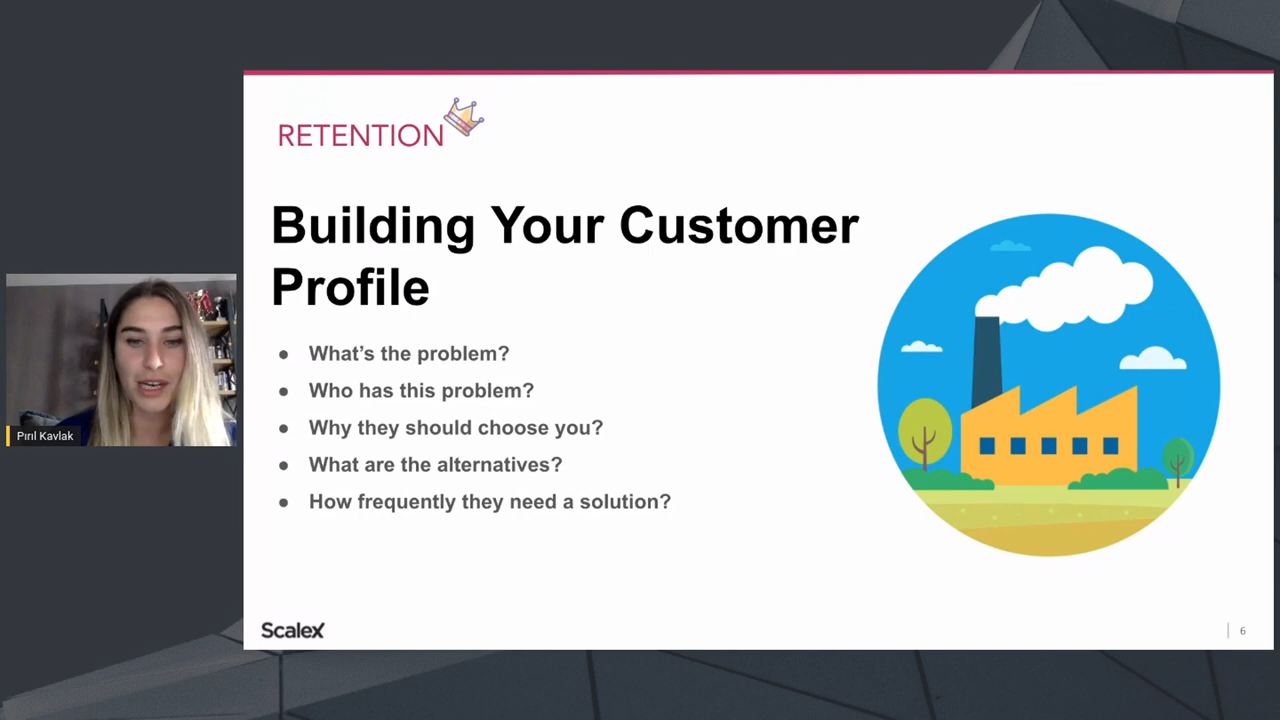 RETENTION
Building Your Customer
Profile
● What’s the problem?
● Who has this problem?
● Why they should choose you?
● What are the alternatives?
● How frequently they need a solution?
Pırıl Kavlak
Scalex
6